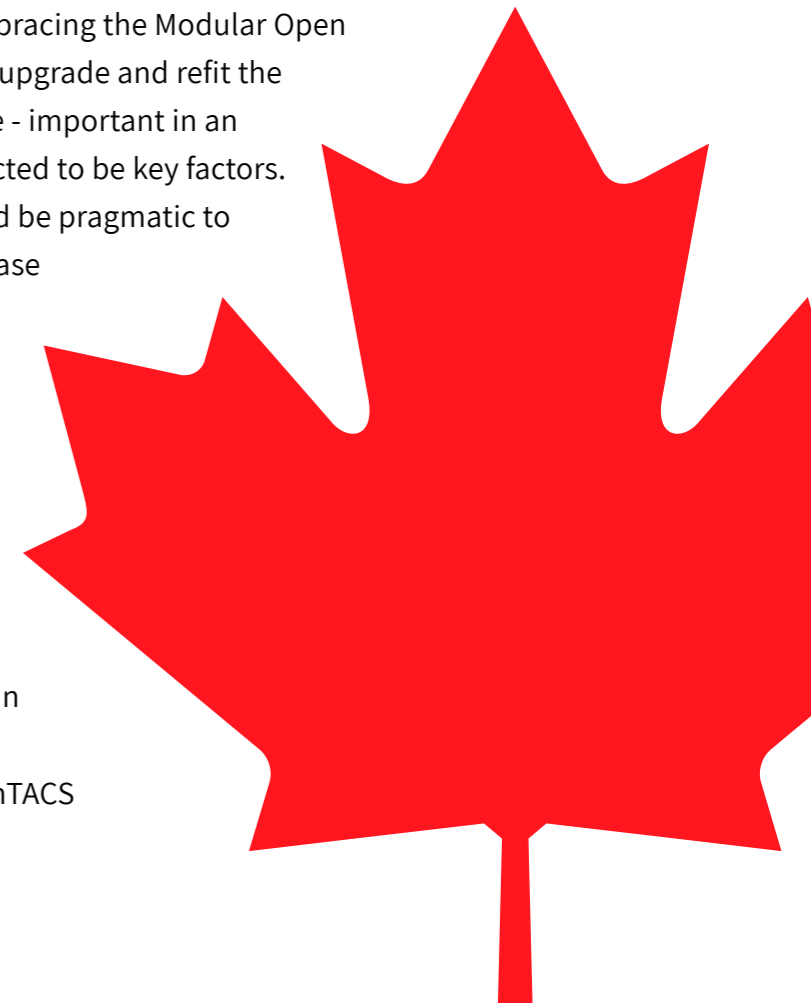 bracing the Modular Open
upgrade and refit the
e - important in an
cted to be key factors.
d be pragmatic to
ase
n
nTACS